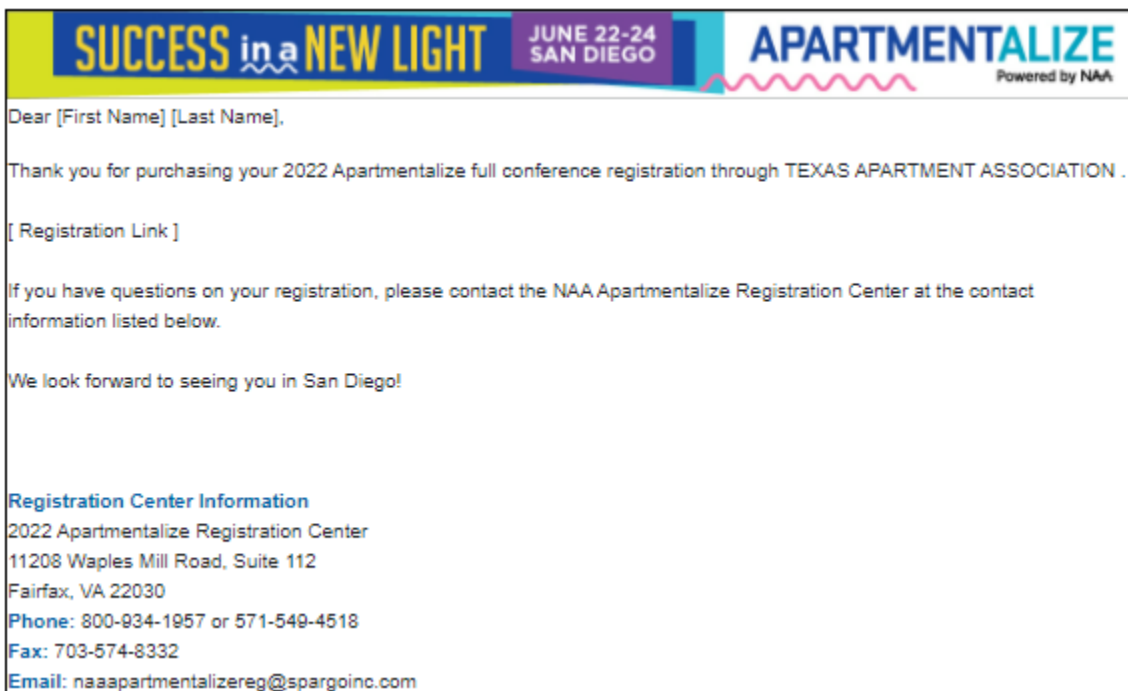 SUCCESS in a NEW LIGHT
JUNE 22-24
SAN DIEGO
APARTMENTALIZE
Powered by NAA
Dear [First Name] [Last Name],
Thank you for purchasing your 2022 Apartmentalize full conference registration through TEXAS APARTMENT ASSOCIATION .
[ Registration Link ]
If you have questions on your registration, please contact the NAA Apartmentalize Registration Center at the contact
information listed below.
We look forward to seeing you in San Diego!
Registration Center Information
2022 Apartmentalize Registration Center
11208 Waples Mill Road, Suite 112
Fairfax, VA 22030
Phone: 800-934-1957 or 571-549-4518
Fax: 703-574-8332
Email: naaapartmentalizereg@spargoinc.com